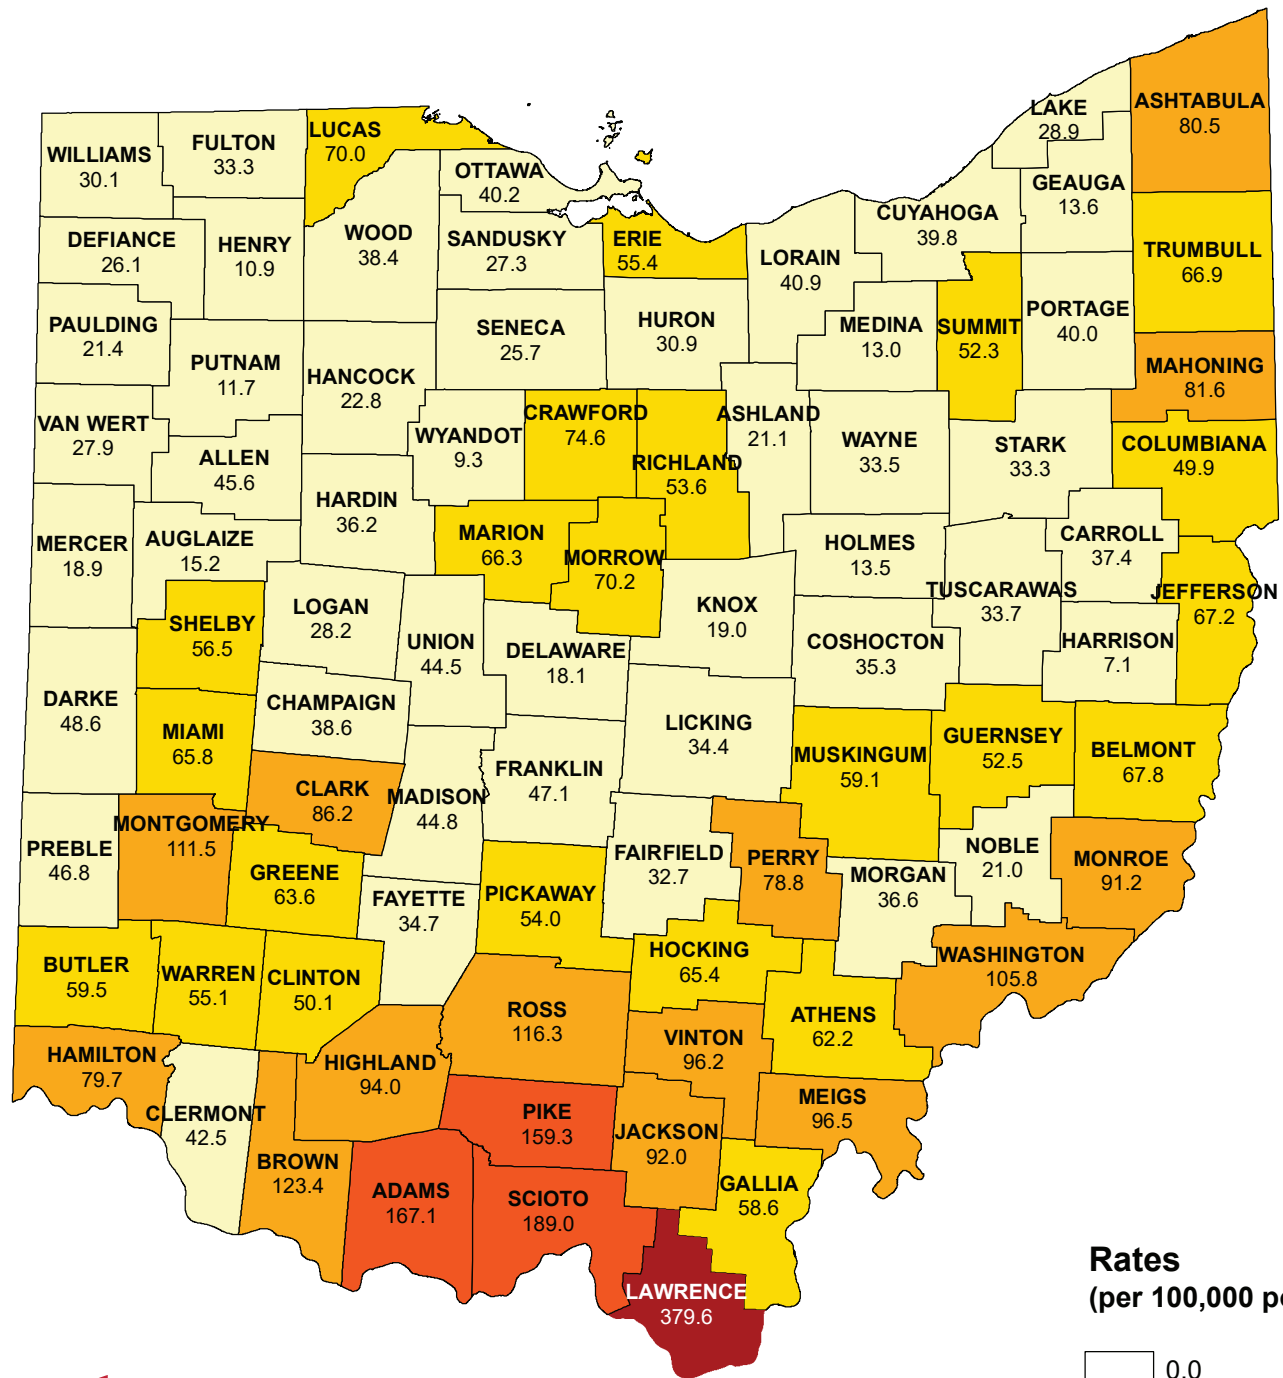 LAKE
28.9
ASHTABULA
80.5
LUCAS
70.0
FULTON
33.3
WILLIAMS
30.1
OTTAWA
40.2
GEAUGA
13.6
CUYAHOGA
39.8
DEFIANCE
26.1
HENRY
10.9
WOOD
38.4
SANDUSKY
27.3
ERIE
55.4
LORAIN
40.9
TRUMBULL
66.9
PAULDING
21.4
PUTNAM
11.7
SENECA
25.7
HURON
30.9
MEDINA
13.0
SUMMIT
52.3
PORTAGE
40.0
MAHONING
81.6
HANCOCK
22.8
VAN WERT
27.9
ALLEN
45.6
WYANDOT
9.3
CRAWFORD
74.6
RICHLAND
53.6
ASHLAND
21.1
WAYNE
33.5
STARK
33.3
COLUMBIANA
49.9
HARDIN
36.2
MERCER
18.9
AUGLAIZE
15.2
MARION
66.3
MORROW
70.2
HOLMES
13.5
TUSCARAWAS
33.7
CARROLL
37.4
JEFFERSON
67.2
SHELBY
56.5
LOGAN
28.2
UNION
44.5
DELAWARE
18.1
KNOX
19.0
COSHOCTON
35.3
HARRISON
7.1
DARKE
48.6
MIAMI
65.8
CHAMPAIGN
38.6
LICKING
34.4
MUSKINGUM
59.1
GUERNSEY
52.5
BELMONT
67.8
CLARK
86.2
MADISON
44.8
FRANKLIN
47.1
MONTGOMERY
111.5
PREBLE
46.8
GREENE
63.6
FAYETTE
34.7
PICKAWAY
54.0
FAIRFIELD
32.7
PERRY
78.8
MORGAN
36.6
NOBLE
21.0
MONROE
91.2
BUTLER
59.5
WARREN
55.1
CLINTON
50.1
HOCKING
65.4
WASHINGTON
105.8
ROSS
116.3
VINTON
96.2
ATHENS
62.2
HAMILTON
79.7
HIGHLAND
94.0
CLERMONT
42.5
PIKE
159.3
JACKSON
92.0
MEIGS
96.5
BROWN
123.4
ADAMS
167.1
SCIOTO
189.0
GALLIA
58.6
LAWRENCE
379.6
Rates
(per 100,000
0.0